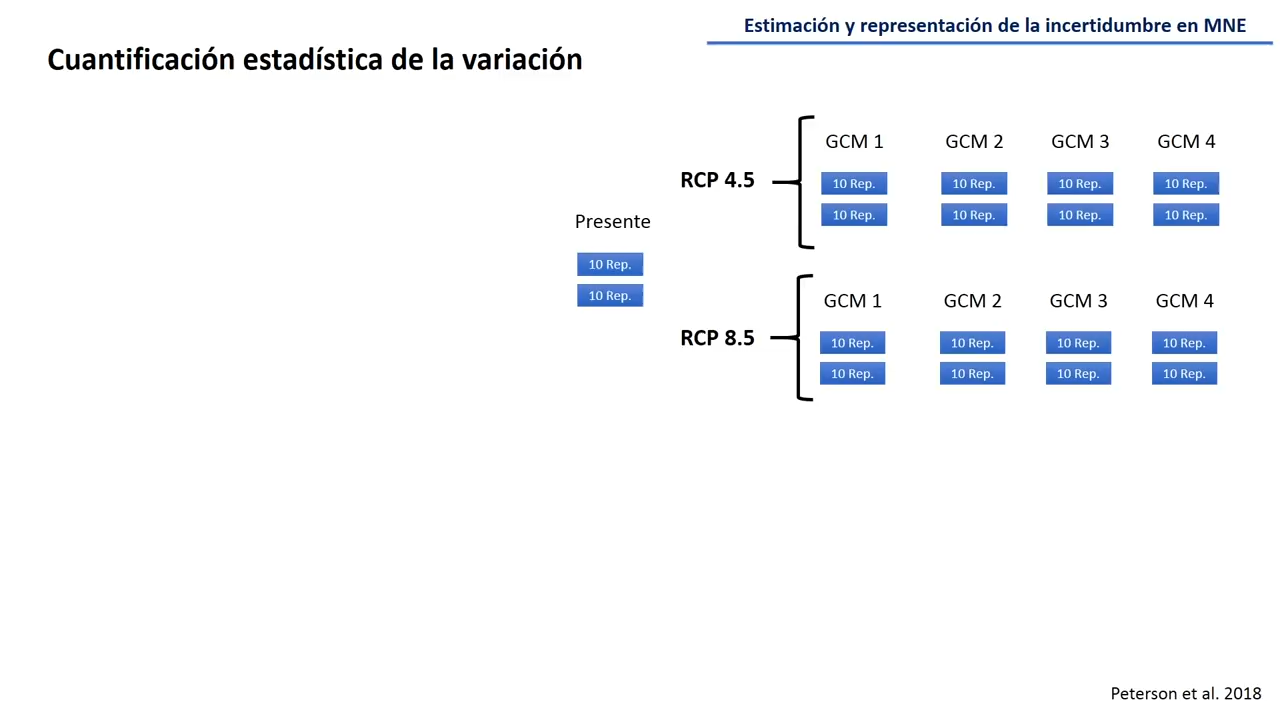 Estimación y representación de la incertidumbre en MNE
Cuantificación estadística de la variación
Presente
10 Rep.
10 Rep.
RCP 4.5
GCM 1 GCM 2 GCM 3 GCM 4
10 Rep. 10 Rep. 10 Rep. 10 Rep.
10 Rep. 10 Rep. 10 Rep. 10 Rep.
RCP 8.5
GCM 1 GCM 2 GCM 3 GCM 4
10 Rep. 10 Rep. 10 Rep. 10 Rep.
10 Rep. 10 Rep. 10 Rep. 10 Rep.
Peterson et al. 2018